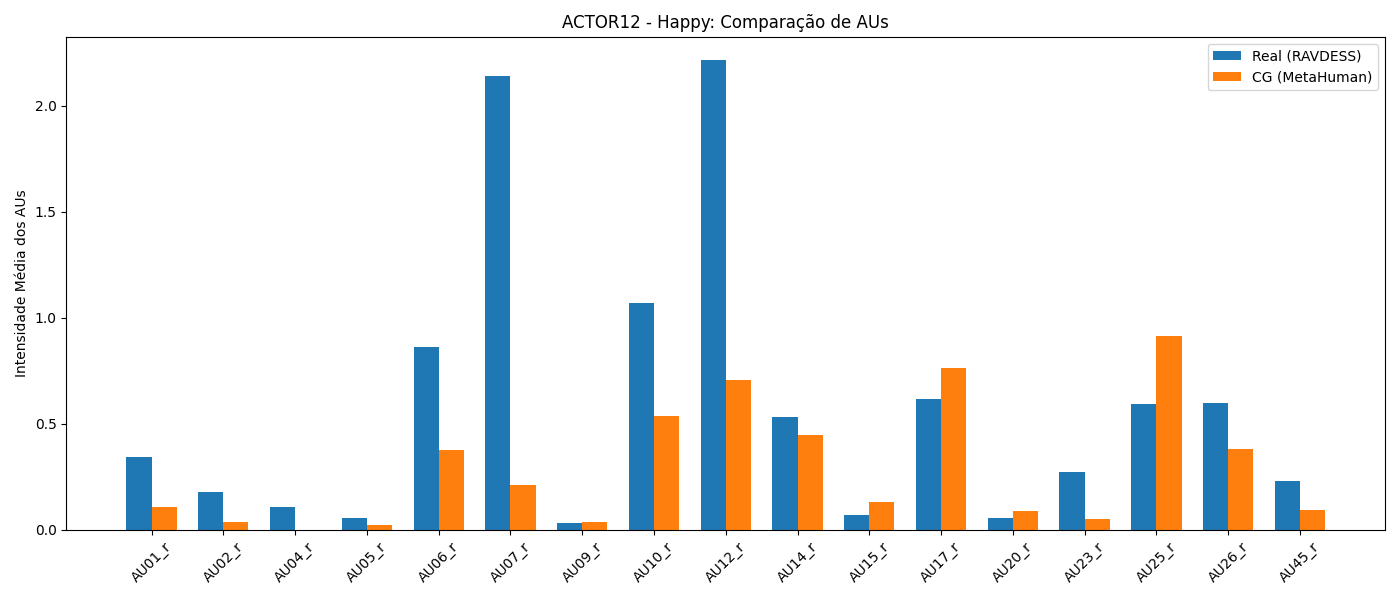 ACTOR12 - Happy: Comparação de AUs
Real (RAVDESS)
CG (MetaHuman)
Intensidade Média dos AUs
2.0
1.5
1.0
0.5
0.0
AU01_r
AU02_r
AU04_r
AU05_r
AU06_r
AU07_r
AU09_r
AU10_r
AU12_r
AU14_r
AU15_r
AU17_r
AU20_r
AU23_r
AU25_r
AU26_r
AU45_r